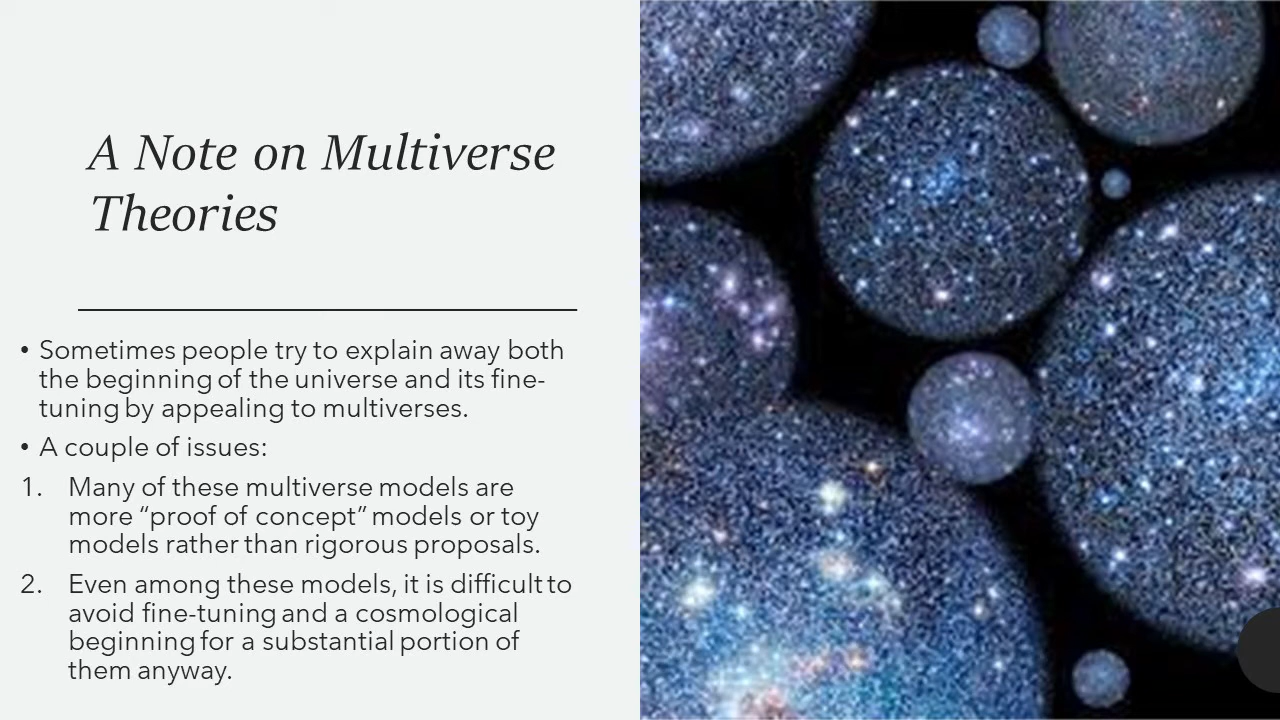 A Note on Multiverse
Theories
• Sometimes people try to explain away both
the beginning of the universe and its fine-
tuning by appealing to multiverses.
• A couple of issues:
1. Many of these multiverse models are
more “proof of concept” models or toy
models rather than rigorous proposals.
2. Even among these models, it is difficult to
avoid fine-tuning and a cosmological
beginning for a substantial portion of
them anyway.